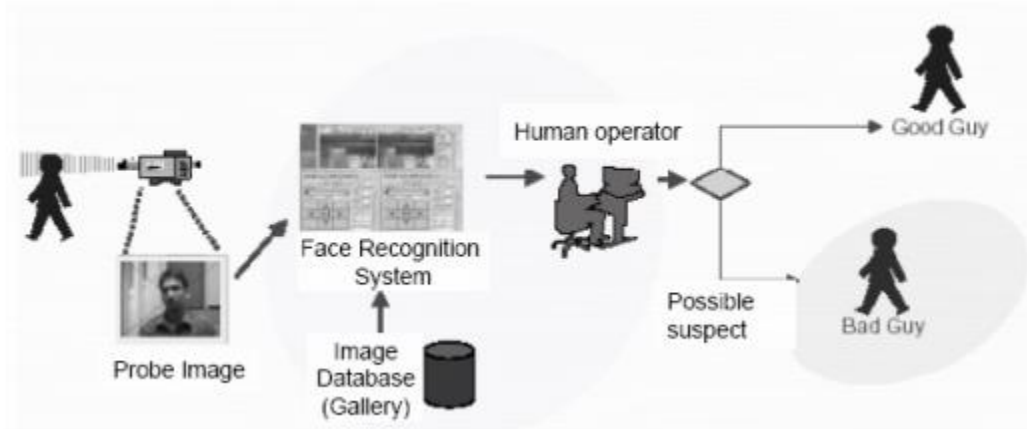 Human operator
Good Guy
Face Recognition
System
Possible
suspect
Bad Guy
Probe Image
Image
Database
(Gallery)